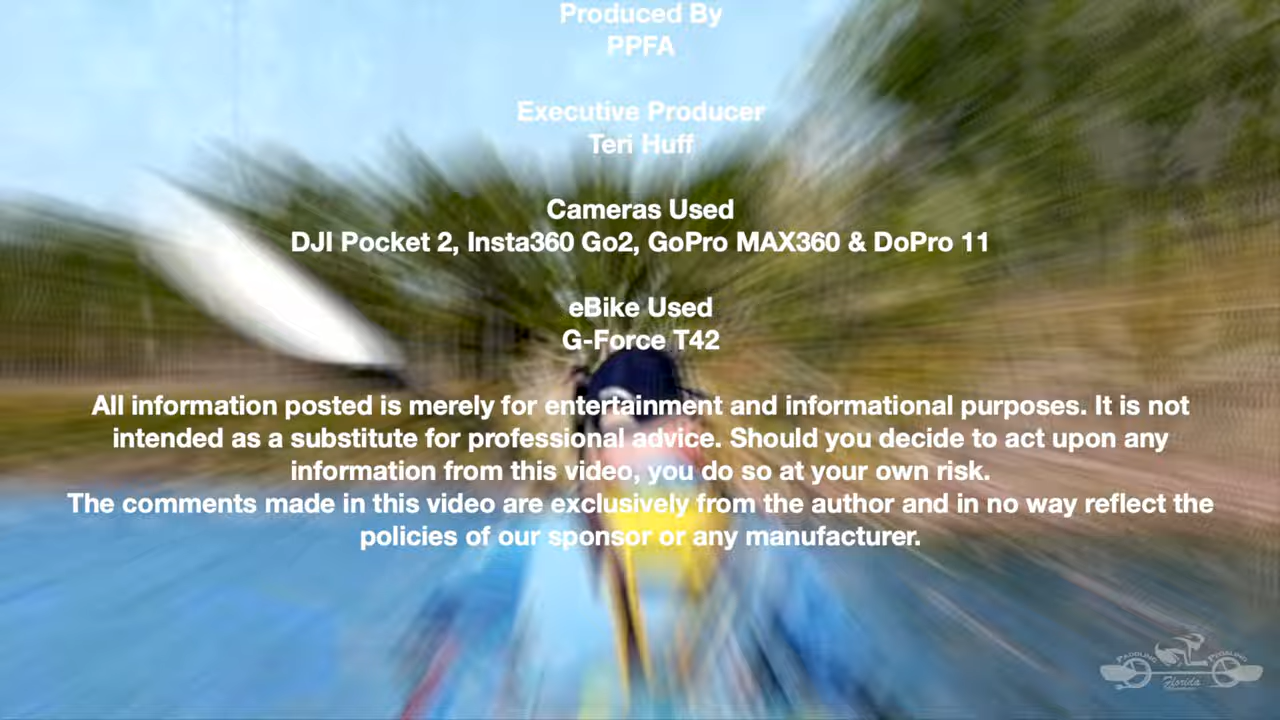 Produced By
PPFA
Executive Producer
Teri Huff
Cameras Used
DJI Pocket 2, Insta360 Go2, GoPro MAX360 & DoPro 11
eBike Used
G-Force T42
All information posted is merely for entertainment and informational purposes. It is not
intended as a substitute for professional advice. Should you decide to act upon any
information from this video, you do so at your own risk.
The comments made in this video are exclusively from the author and in no way reflect the
policies of our sponsor or any manufacturer.
PADDLING PEDALING
Florida